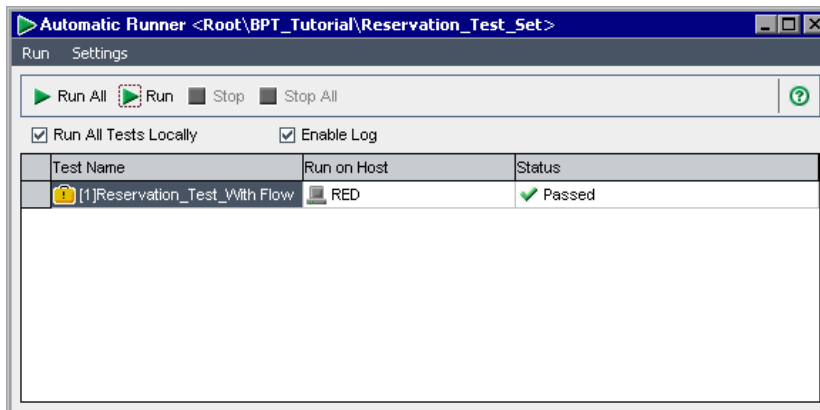 Automatic Runner <Root\BPT_Tutorial\Reservation_Test_Set>
Run Settings
Run All Run Stop Stop All
Run All Tests Locally Enable Log
Test Name Run on Host Status
[1]Reservation_Test_With Flow RED Passed